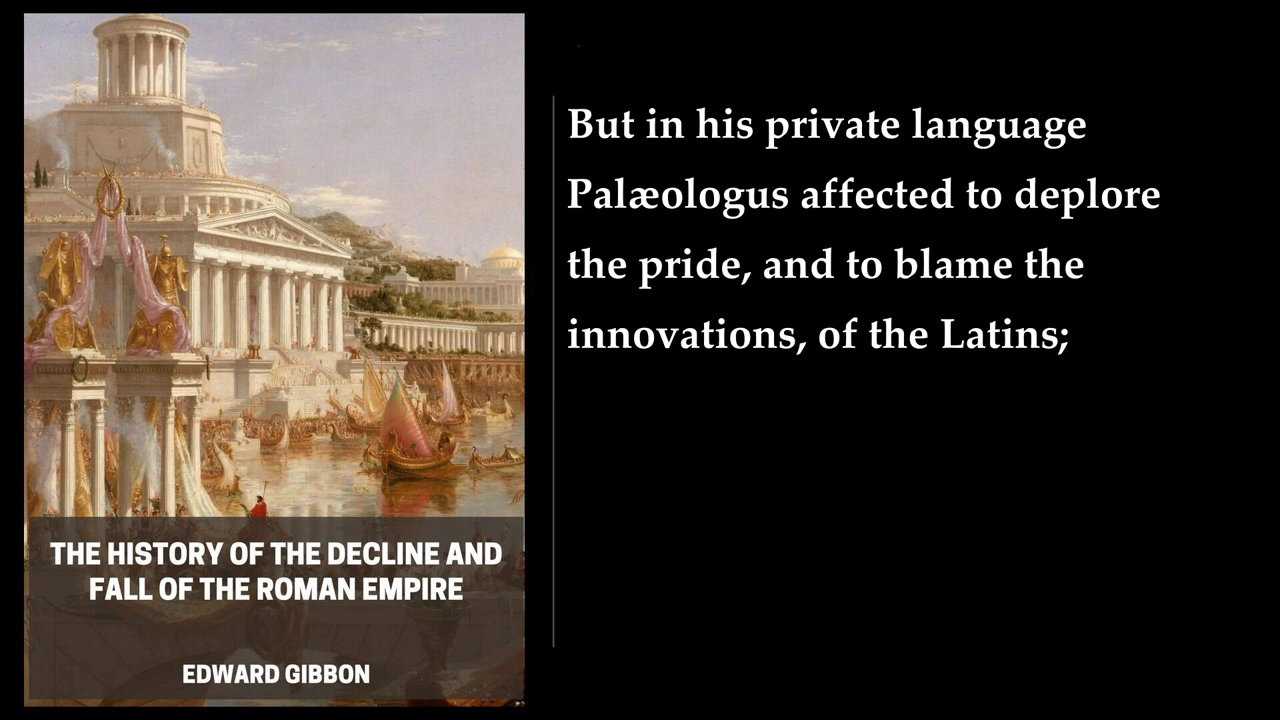 But in his private language
Palæologus affected to deplore
the pride, and to blame the
innovations, of the Latins;
THE HISTORY OF THE DECLINE AND
FALL OF THE ROMAN EMPIRE
EDWARD GIBBON